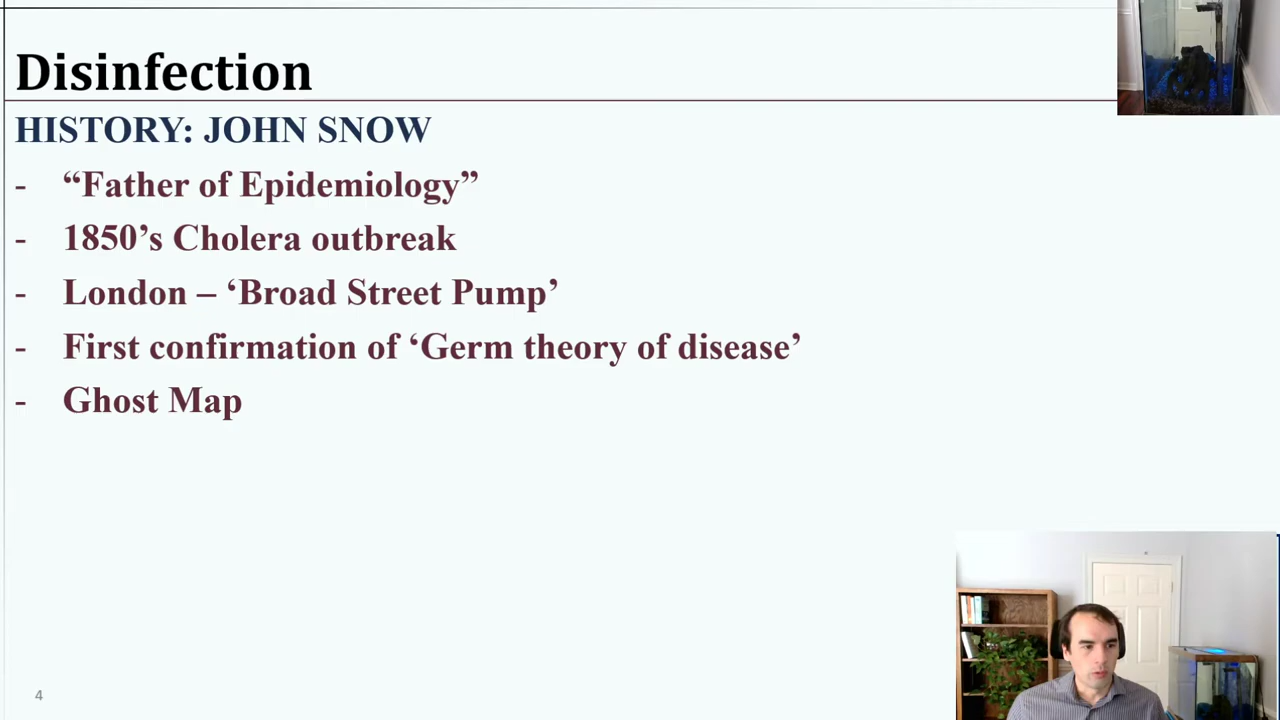 Disinfection
HISTORY: JOHN SNOW
- “Father of Epidemiology”
- 1850’s Cholera outbreak
- London – ‘Broad Street Pump’
- First confirmation of ‘Germ theory of disease’
- Ghost Map
4